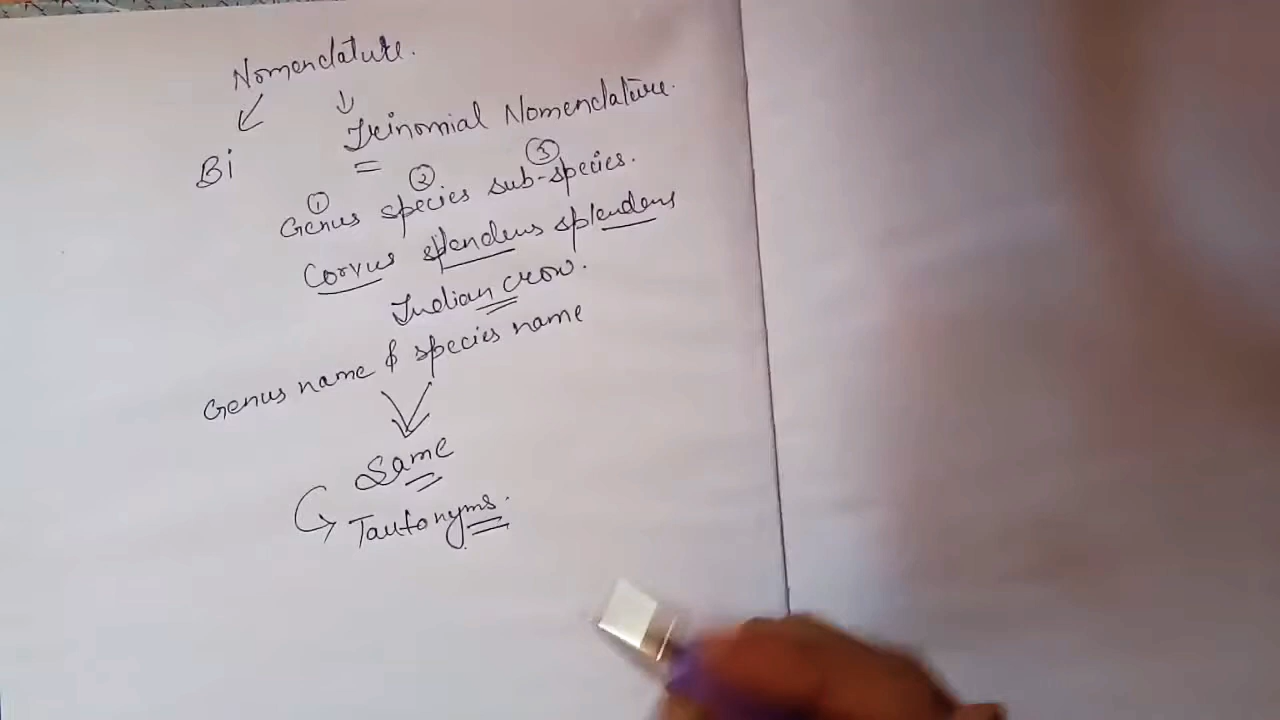 Nomenclature.
Trinomial Nomenclature.
Bi
① ② ③
Genus species sub-species.
Corvus splendens splendens
Indian crow.
Genus name & species name
Same
Tautonyms.